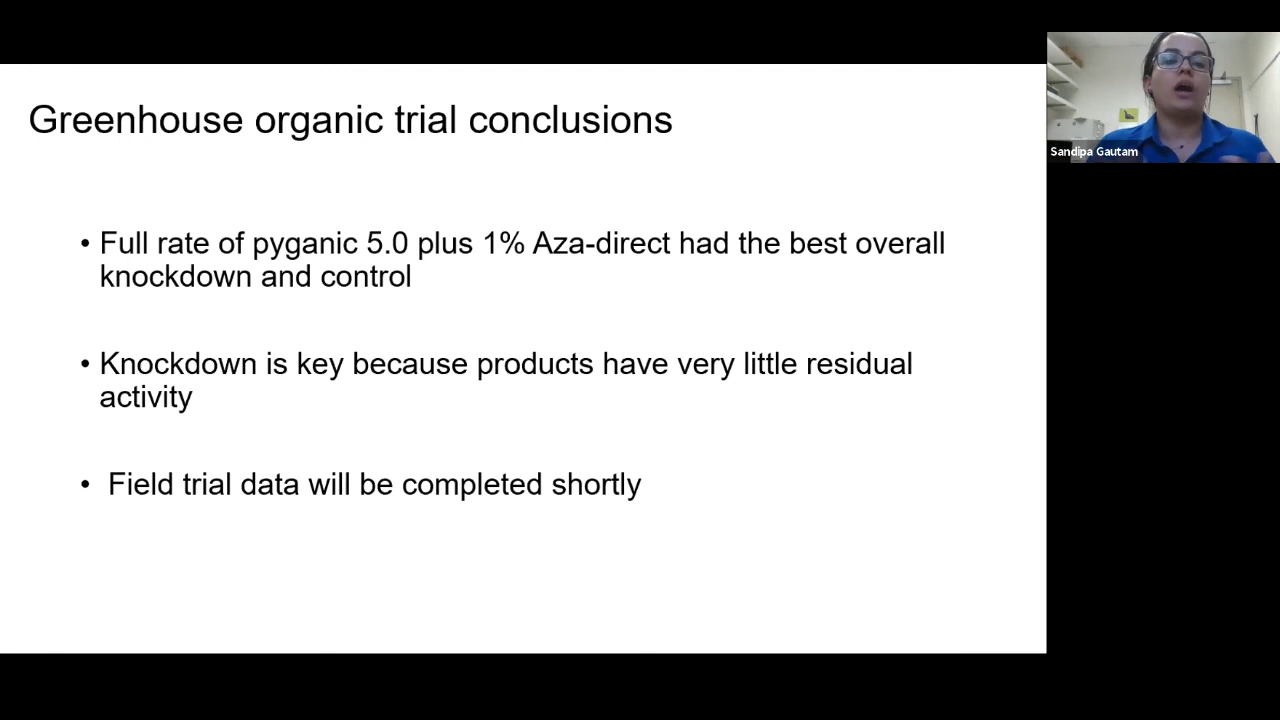 Greenhouse organic trial conclusions
• Full rate of pyganic 5.0 plus 1% Aza-direct had the best overall
knockdown and control
• Knockdown is key because products have very little residual
activity
• Field trial data will be completed shortly
Sandipa Gautam